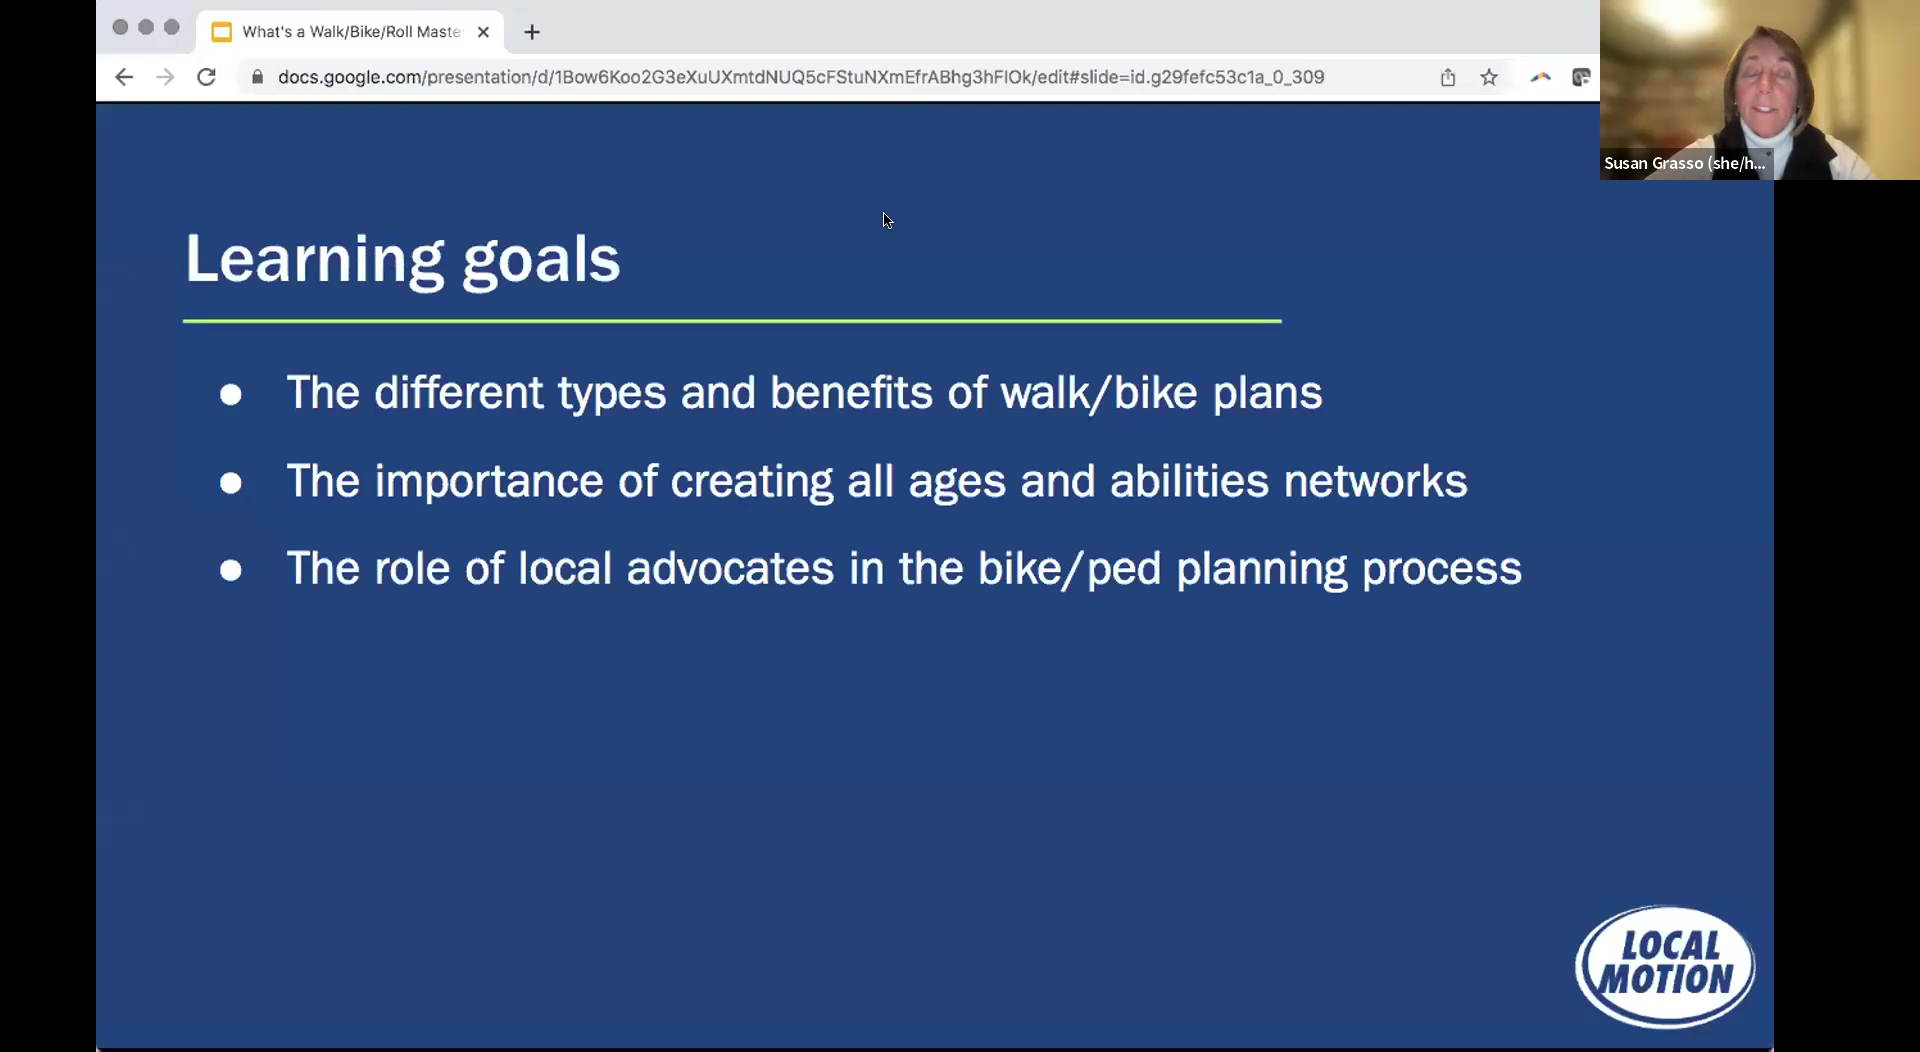 What's a Walk/Bike/Roll Maste
docs.google.com/presentation/d/1Bow6Koo2G3eXuUXmtdNUQ5cFStuNXmEfrABhg3hFIOk/edit#slide=id.g29fefc53c1a_0_309
Susan Grasso (she/h...
Learning goals
● The different types and benefits of walk/bike plans
● The importance of creating all ages and abilities networks
● The role of local advocates in the bike/ped planning process
LOCAL
MOTION